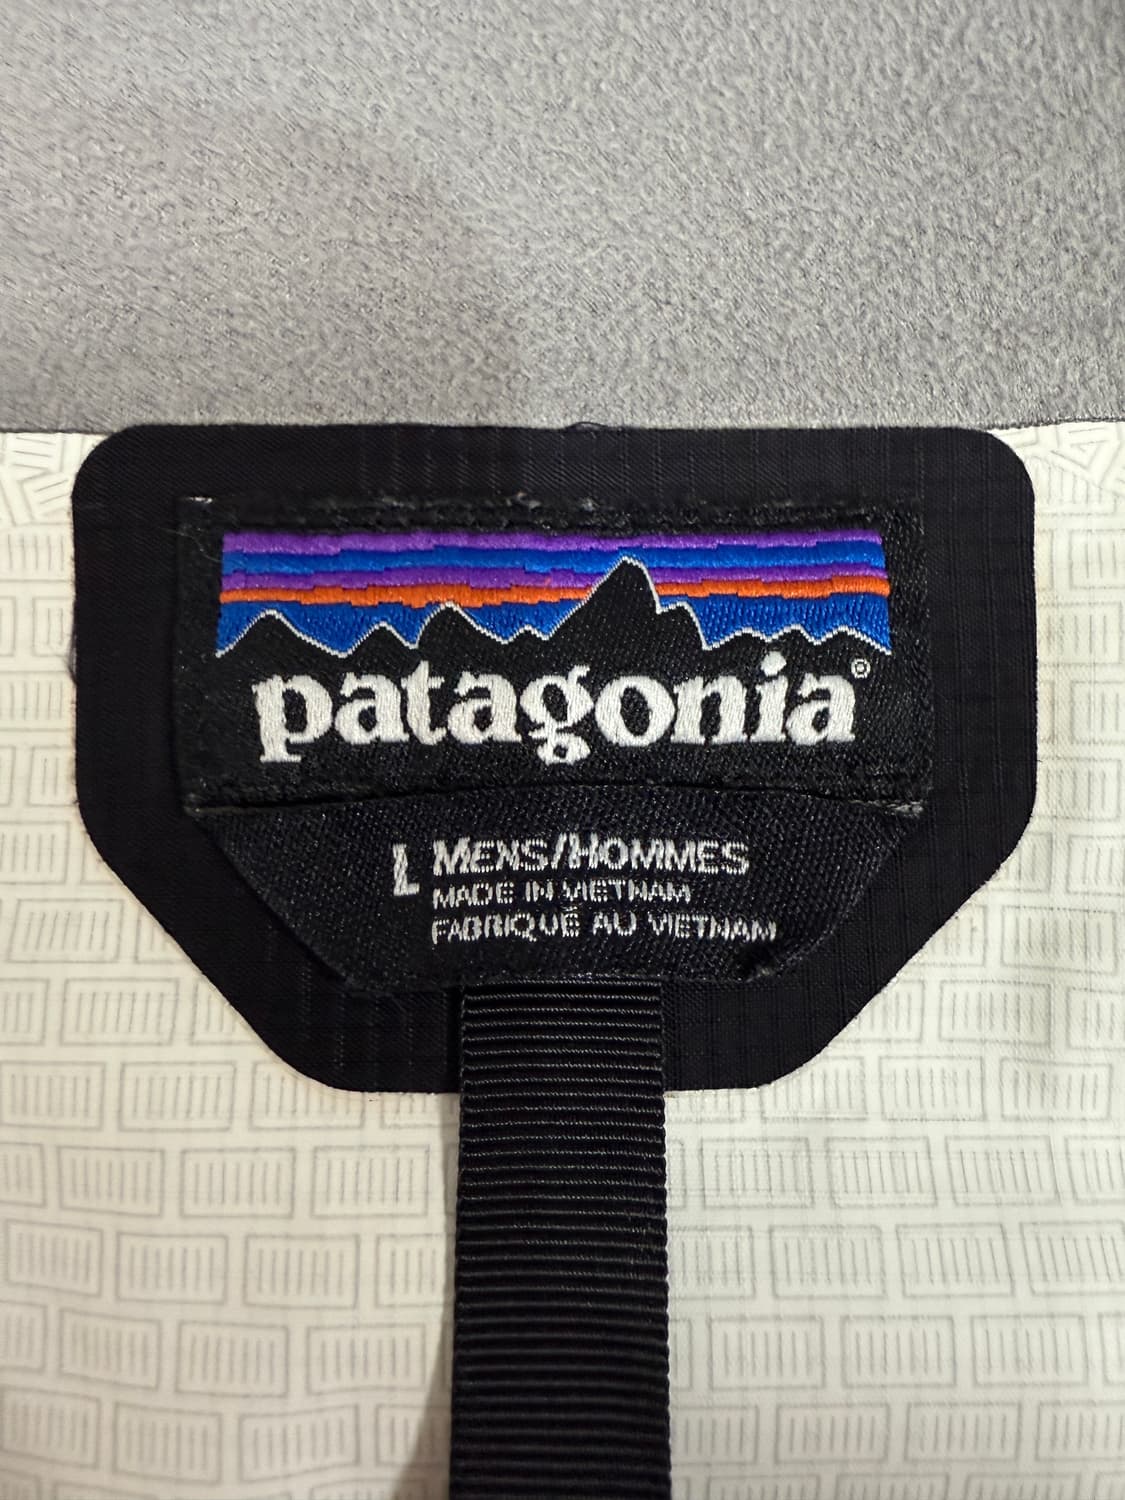 patagonia®
L MENS/HOMMES
MADE IN VIETNAM
FABRIQUÉ AU VIETNAM